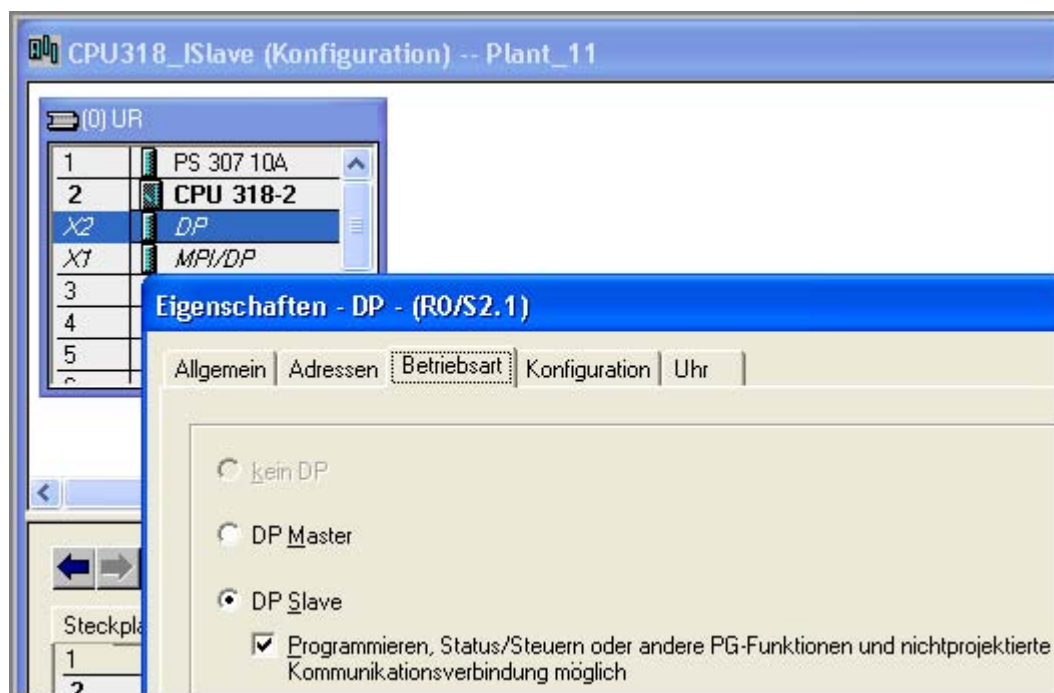 CPU318_ISlave (Konfiguration) -- Plant_11
(0) UR
1 PS 307 10A
2 CPU 318-2
X2 DP
X1 MPI/DP
3
4
5
Eigenschaften - DP - (R0/S2.1)
Allgemein Adressen Betriebsart Konfiguration Uhr
kein DP
DP Master
DP Slave
Programmieren, Status/Steuern oder andere PG-Funktionen und nichtprojektierte
Kommunikationsverbindung möglich
Steckpla
1
2